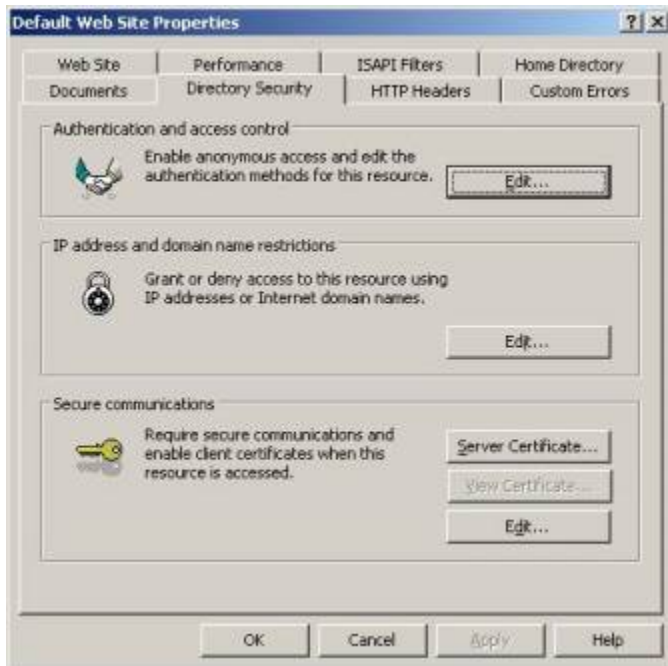 Default Web Site Properties
? ×
Web Site Performance ISAPI Filters Home Directory
Documents Directory Security HTTP Headers Custom Errors
Authentication and access control
Enable anonymous access and edit the
authentication methods for this resource.
Edit...
IP address and domain name restrictions
Grant or deny access to this resource using
IP addresses or Internet domain names.
Edit...
Secure communications
Require secure communications and
enable client certificates when this
resource is accessed.
Server Certificate...
View Certificate...
Edit...
OK Cancel Apply Help